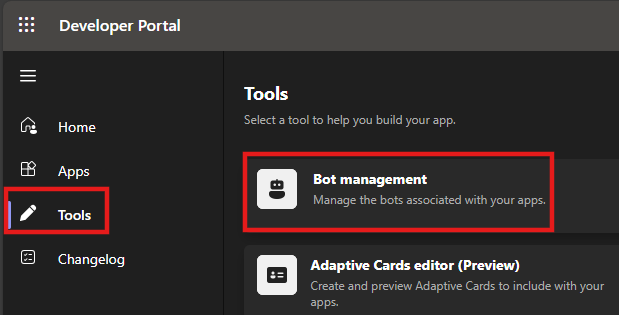 Developer Portal
Home
Apps
Tools
Changelog
Tools
Select a tool to help you build your app.
Bot management
Manage the bots associated with your apps.
Adaptive Cards editor (Preview)
Create and preview Adaptive Cards to include with your
apps.